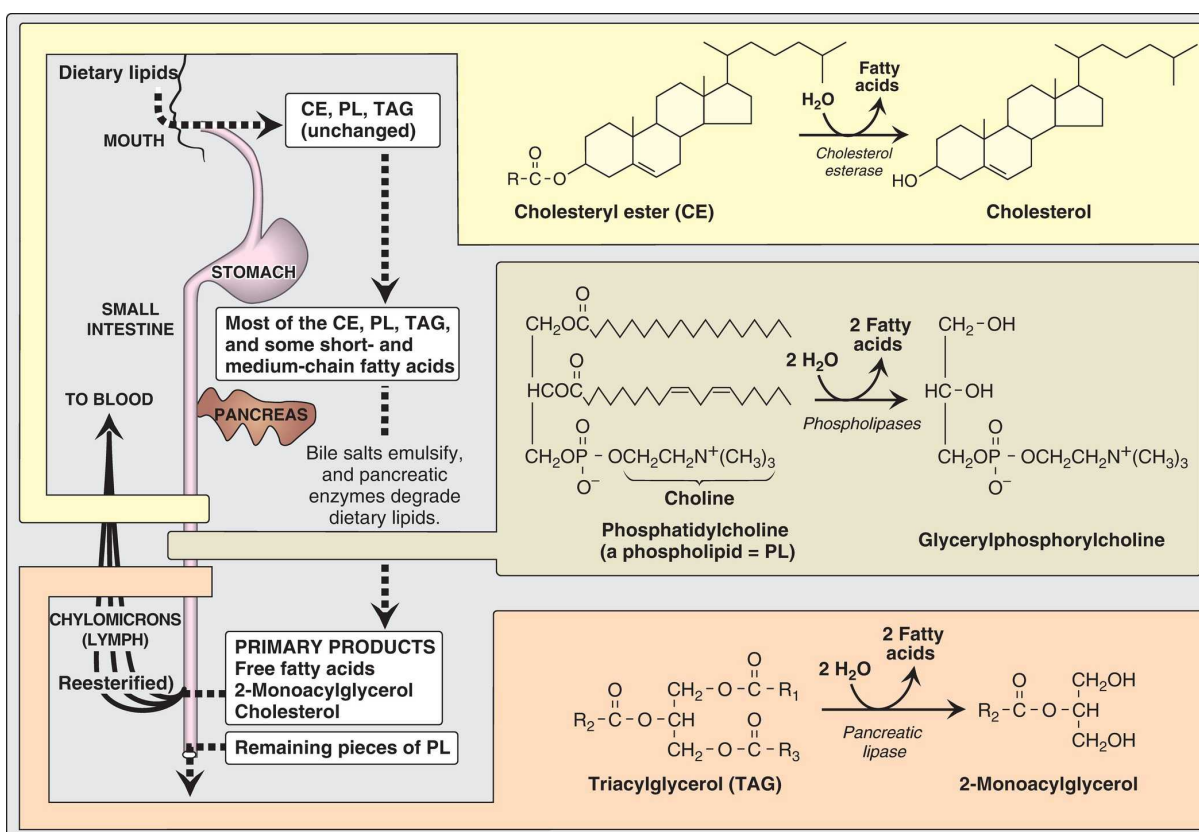 Dietary lipids
MOUTH
CE, PL, TAG
(unchanged)
STOMACH
SMALL
INTESTINE
Most of the CE, PL, TAG,
and some short- and
medium-chain fatty acids
TO BLOOD
PANCREAS
Bile salts emulsify,
and pancreatic
enzymes degrade
dietary lipids.
CHYLOMICRONS
(LYMPH)
Reesterified)
PRIMARY PRODUCTS
Free fatty acids
2-Monoacylglycerol
Cholesterol
Remaining pieces of PL
O
R–C–O
Cholesteryl ester (CE)
H₂O
Fatty
acids
Cholesterol
esterase
HO
Cholesterol
O
CH₂OC
O
HCOC
O
CH₂OP – OCH₂CH₂N⁺(CH₃)₃
O⁻
Choline
Phosphatidylcholine
(a phospholipid = PL)
2 H₂O
2 Fatty
acids
Phospholipases
CH₂–OH
HC–OH
O
CH₂OP – OCH₂CH₂N⁺(CH₃)₃
O⁻
Glycerylphosphorylcholine
O
CH₂–O–C–R₁
O
R₂–C–O–CH
O
CH₂–O–C–R₃
Triacylglycerol (TAG)
2 H₂O
2 Fatty
acids
Pancreatic
lipase
CH₂OH
O
R₂–C–O–CH
CH₂OH
2-Monoacylglycerol